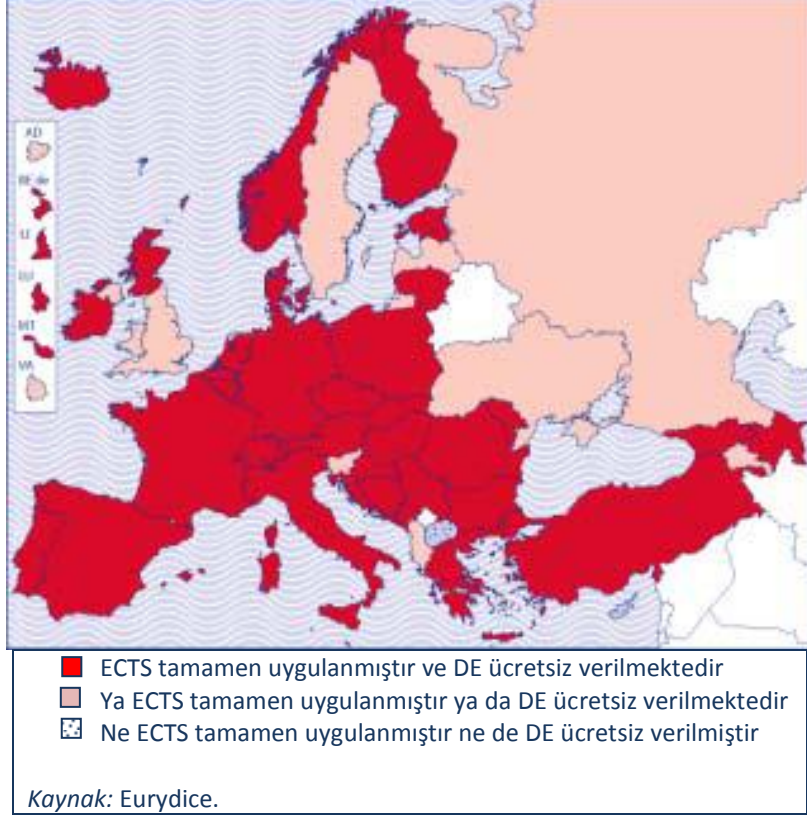 AD
BE de
LI
LU
MT
VA
ECTS tamamen uygulanmıştır ve DE ücretsiz verilmektedir
Ya ECTS tamamen uygulanmıştır ya da DE ücretsiz verilmektedir
Ne ECTS tamamen uygulanmıştır ne de DE ücretsiz verilmiştir
Kaynak: Eurydice.